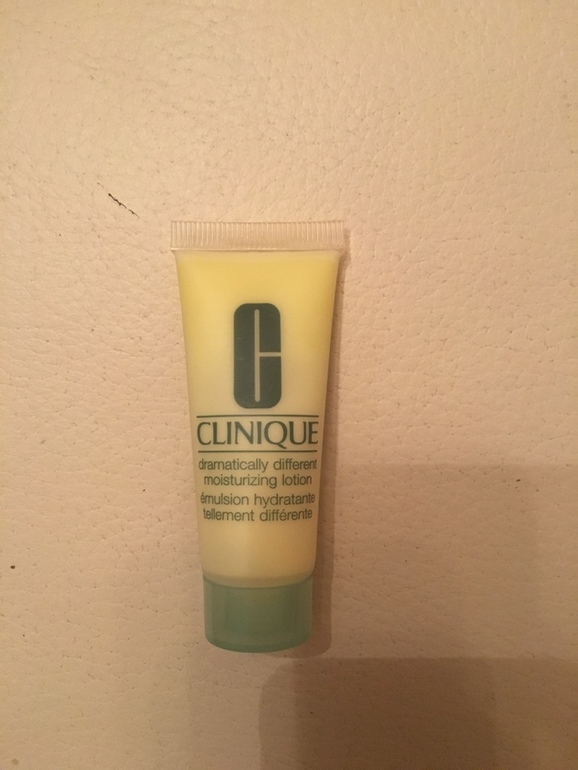 C
CLINIQUE
dramatically different
moisturizing lotion
émulsion hydratante
tellement différente